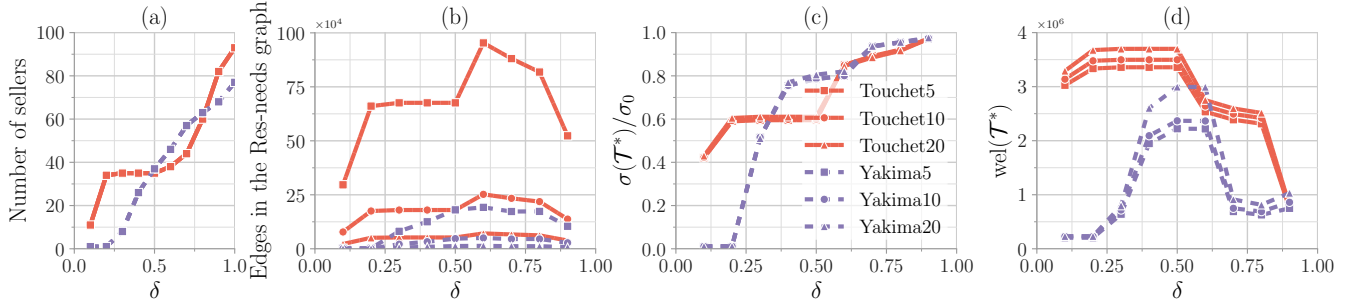 (a)
Number of sellers
100
80
60
40
20
0
0.0
0.5
1.0
δ
(b)
×10⁴
Edges in the Res-needs graph
100
75
50
25
0
0.00
0.25
0.50
0.75
1.00
δ
(c)
σ(𝒯*)/σ₀
1.0
0.8
0.6
0.4
0.2
0.0
0.00
0.25
0.50
0.75
1.00
δ
Touchet5
Touchet10
Touchet20
Yakima5
Yakima10
Yakima20
(d)
×10⁶
wel(𝒯*)
4
3
2
1
0
0.00
0.25
0.50
0.75
1.00
δ